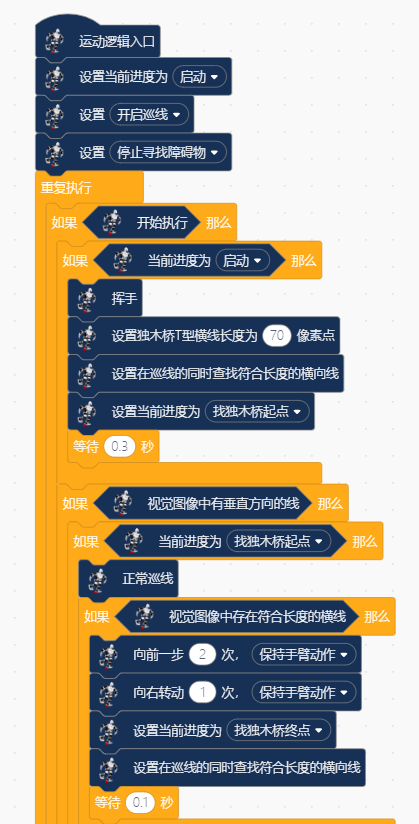 运动逻辑入口
设置当前进度为 启动
设置 开启巡线
设置 停止寻找障碍物
重复执行
如果 开始执行 那么
如果 当前进度为 启动 那么
挥手
设置独木桥T型横线长度为 70 像素点
设置在巡线的同时查找符合长度的横向线
设置当前进度为 找独木桥起点
等待 0.3 秒
如果 视觉图像中有垂直方向的线 那么
如果 当前进度为 找独木桥起点 那么
正常巡线
如果 视觉图像中存在符合长度的横线 那么
向前一步 2 次， 保持手臂动作
向右转动 1 次， 保持手臂动作
设置当前进度为 找独木桥终点
设置在巡线的同时查找符合长度的横向线
等待 0.1 秒